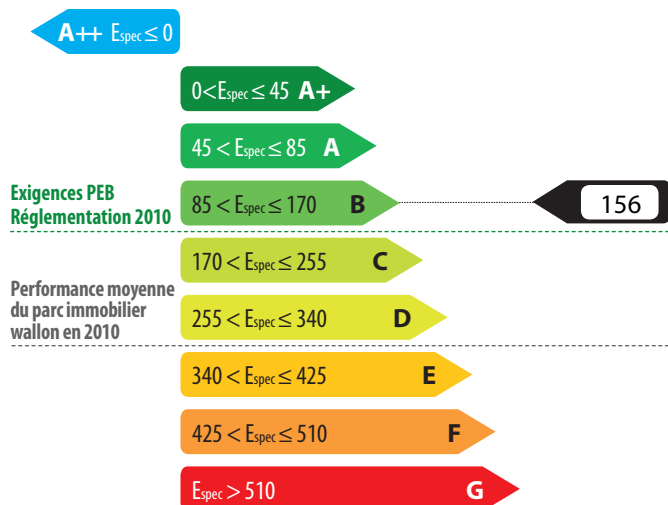 A++ Espec ≤ 0
0<Espec ≤ 45 A+
45 < Espec ≤ 85 A
Exigences PEB
Réglementation 2010
85 < Espec ≤ 170 B
156
170 < Espec ≤ 255 C
Performance moyenne
du parc immobilier
wallon en 2010
255 < Espec ≤ 340 D
340 < Espec ≤ 425 E
425 < Espec ≤ 510 F
Espec > 510 G